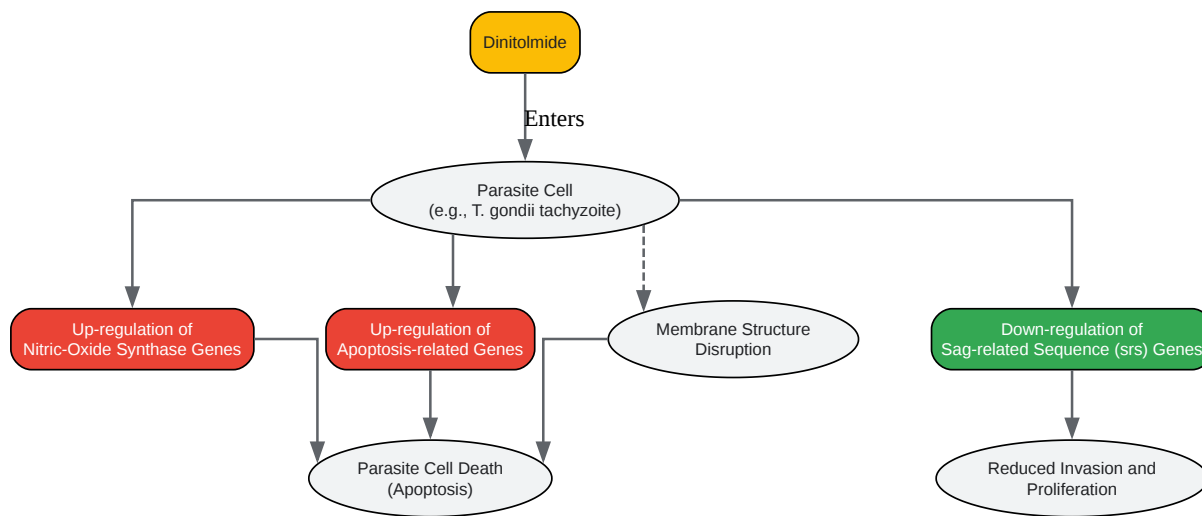 Dinitolmide
Enters
Parasite Cell
(e.g., T. gondii tachyzoite)
Up-regulation of
Nitric-Oxide Synthase Genes
Up-regulation of
Apoptosis-related Genes
Membrane Structure
Disruption
Down-regulation of
Sag-related Sequence (srs) Genes
Parasite Cell Death
(Apoptosis)
Reduced Invasion and
Proliferation